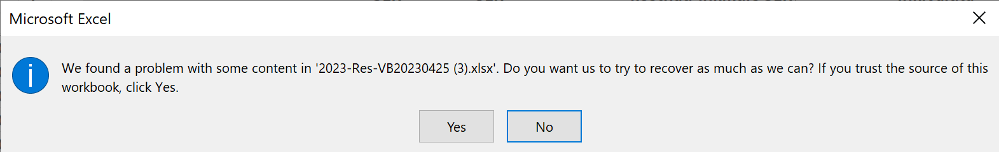 Microsoft Excel
We found a problem with some content in '2023-Res-VB20230425 (3).xlsx'. Do you want us to try to recover as much as we can? If you trust the source of this
workbook, click Yes.
Yes
No